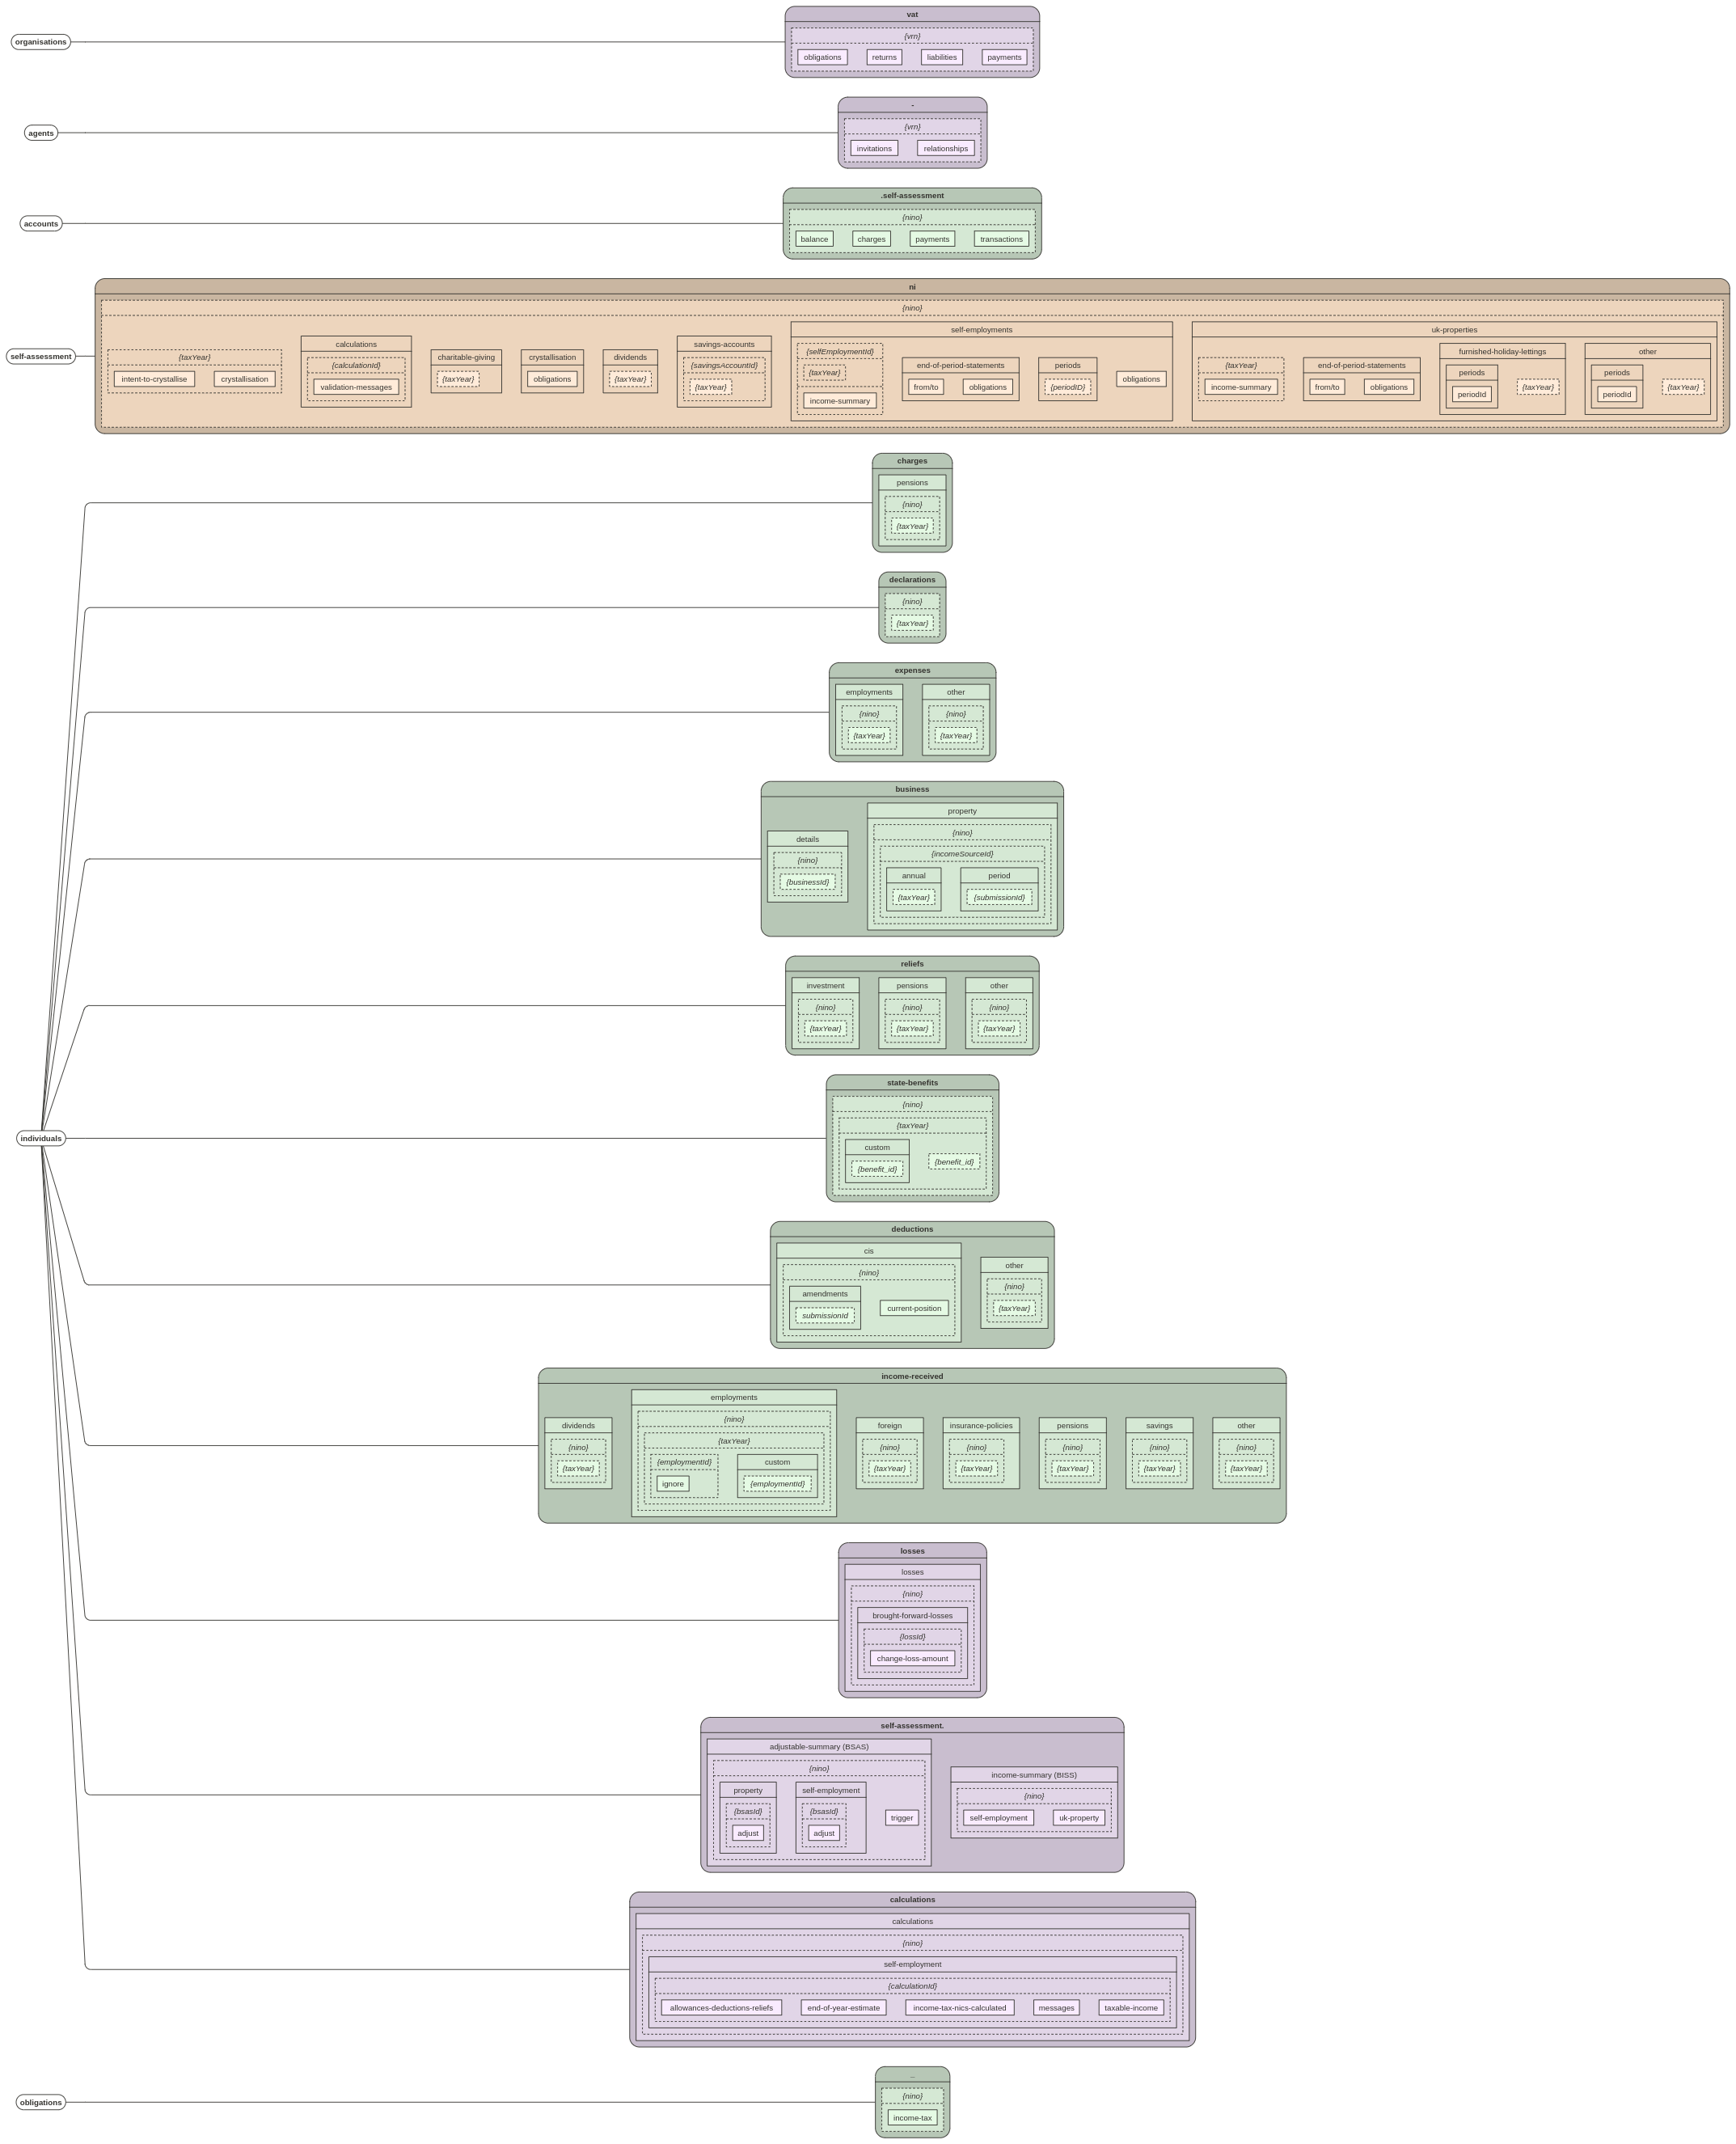 vat
organisations
{vrn}
obligations returns liabilities payments
-
agents
{vrn}
invitations relationships
.self-assessment
accounts
{nino}
balance charges payments transactions
ni
{nino}
self-assessment
{taxYear}
intent-to-crystallise crystallisation
calculations
{calculationId}
validation-messages
charitable-giving
{taxYear}
crystallisation
obligations
dividends
{taxYear}
savings-accounts
{savingsAccountId}
{taxYear}
self-employments
{selfEmploymentId}
{taxYear}
income-summary
end-of-period-statements
from/to obligations
periods
{periodID}
obligations
uk-properties
{taxYear}
income-summary
end-of-period-statements
from/to obligations
furnished-holiday-lettings
periods
periodId
{taxYear}
other
periods
periodId
{taxYear}
charges
pensions
{nino}
{taxYear}
declarations
{nino}
{taxYear}
expenses
employments
{nino}
{taxYear}
other
{nino}
{taxYear}
business
details
{nino}
{businessId}
property
{nino}
{incomeSourceId}
annual
{taxYear}
period
{submissionId}
reliefs
investment
{nino}
{taxYear}
pensions
{nino}
{taxYear}
other
{nino}
{taxYear}
individuals
state-benefits
{nino}
{taxYear}
custom
{benefit_id}
{benefit_id}
deductions
cis
{nino}
amendments
submissionId
current-position
other
{nino}
{taxYear}
income-received
dividends
{nino}
{taxYear}
employments
{nino}
{taxYear}
{employmentId}
ignore
custom
{employmentId}
foreign
{nino}
{taxYear}
insurance-policies
{nino}
{taxYear}
pensions
{nino}
{taxYear}
savings
{nino}
{taxYear}
other
{nino}
{taxYear}
losses
losses
{nino}
brought-forward-losses
{lossId}
change-loss-amount
self-assessment.
adjustable-summary (BSAS)
{nino}
property
{bsasId}
adjust
self-employment
{bsasId}
adjust
trigger
income-summary (BISS)
{nino}
self-employment uk-property
calculations
calculations
{nino}
self-employment
{calculationId}
allowances-deductions-reliefs end-of-year-estimate income-tax-nics-calculated messages taxable-income
obligations
..
{nino}
income-tax